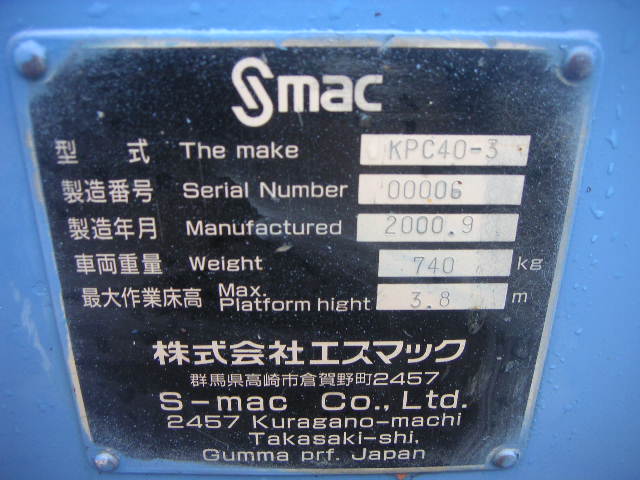 Smac
型 式 The make KPC40-3
製造番号 Serial Number 00006
製造年月 Manufactured 2000.9
車両重量 Weight 740 kg
最大作業床高 Max. Platform hight 3.8 m
株式会社エスマック
群馬県高崎市倉賀野町2457
S-mac Co., Ltd.
2457 Kuragano-machi
Takasaki-shi,
Gumma prf. Japan